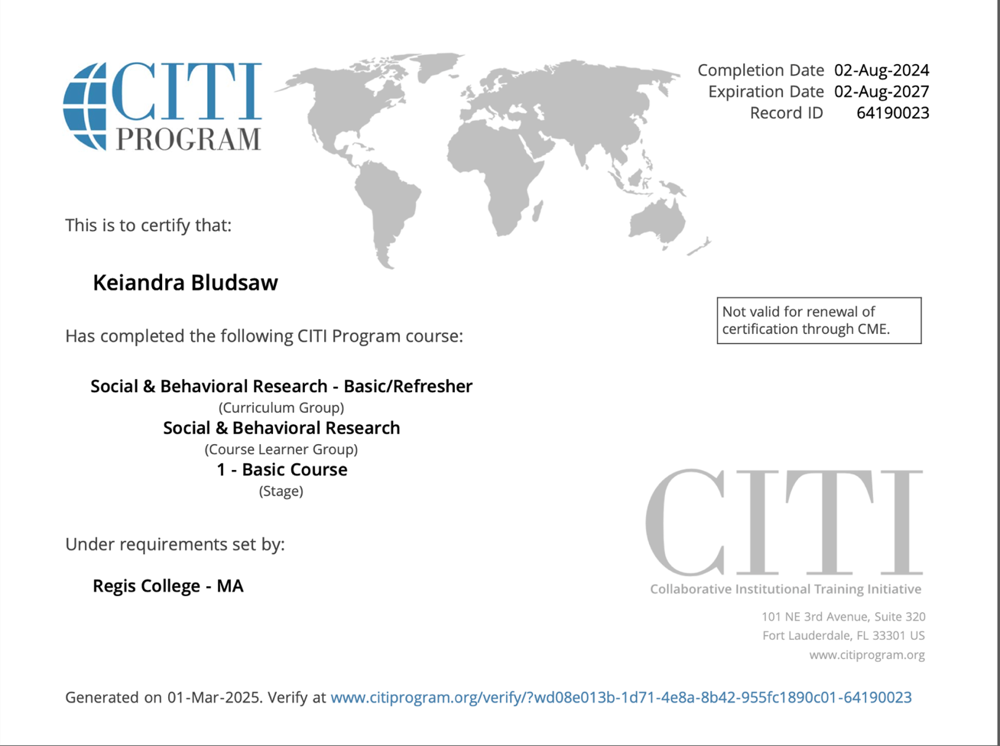 CITI
PROGRAM
Completion Date 02-Aug-2024
Expiration Date 02-Aug-2027
Record ID 64190023
This is to certify that:
Keiandra Bludsaw
Has completed the following CITI Program course:
Not valid for renewal of
certification through CME.
Social & Behavioral Research - Basic/Refresher
(Curriculum Group)
Social & Behavioral Research
(Course Learner Group)
1 - Basic Course
(Stage)
Under requirements set by:
Regis College - MA
CITI
Collaborative Institutional Training Initiative
101 NE 3rd Avenue, Suite 320
Fort Lauderdale, FL 33301 US
www.citiprogram.org
Generated on 01-Mar-2025. Verify at www.citiprogram.org/verify/?wd08e013b-1d71-4e8a-8b42-955fc1890c01-64190023